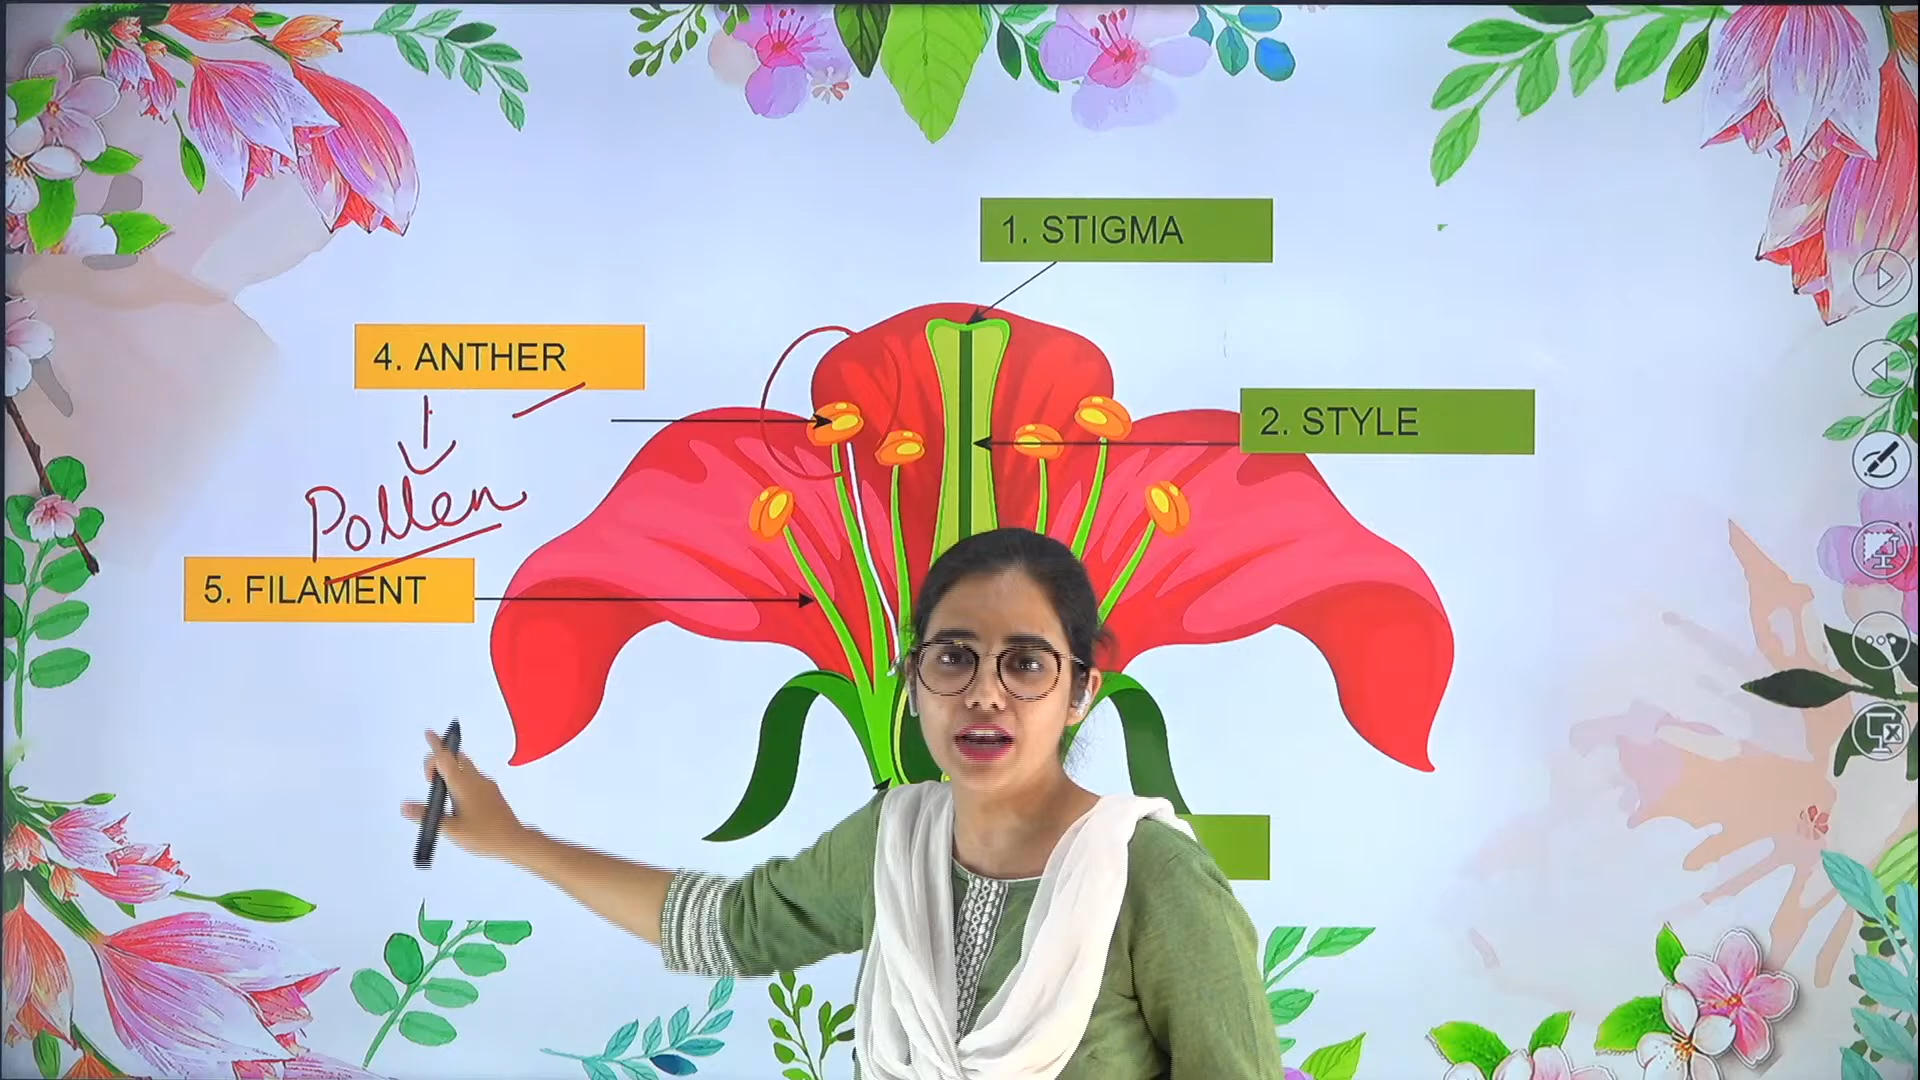 1. STIGMA
4. ANTHER
2. STYLE
Pollen
5. FILAMENT